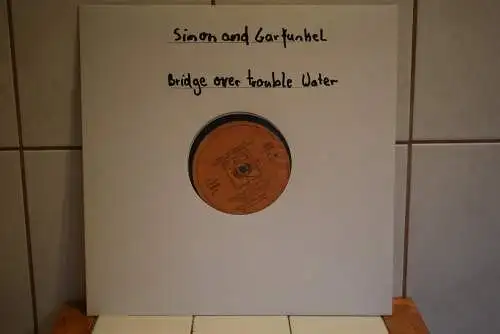 Simon and Garfunkel
Bridge over trouble Water